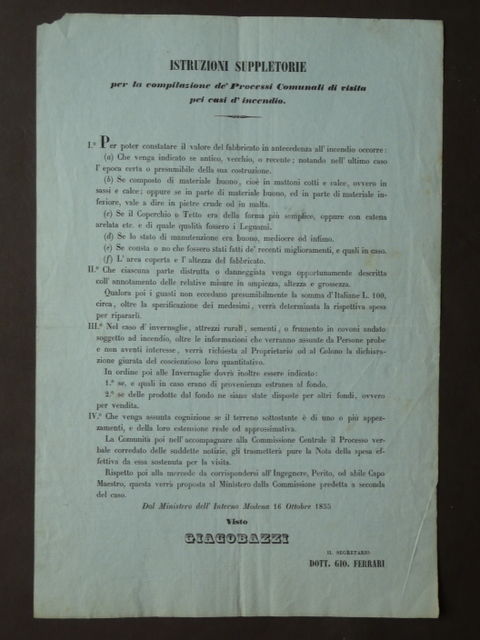 ISTRUZIONI SUPPLETORIE
per la compilazione de' Processi Comunali di visita
pei casi d' incendio.
I.° Per poter constatare il valore del fabbricato in antecedenza all' incendio occorre:
(a) Che venga indicato se antico, vecchio, o recente; notando nell' ultimo caso
l' epoca certa o presumibile della sua costruzione.
(b) Se composto di materiale buono, cioè in mattoni cotti e calce, ovvero in
sassi e calce; oppure se in parte di materiale buono, ed in parte di materiale in-
feriore, vale a dire in pietre crude od in malta.
(c) Se il Coperchio o Tetto era della forma più semplice, oppure con catena
arelata etc. e di quale qualità fossero i Legnami.
(d) Se lo stato di manutenzione era buono, mediocre od infimo.
(e) Se consta o no che fossero stati fatti de' recenti miglioramenti, e quali in caso.
(f) L' area coperta e l' altezza del fabbricato.
II.° Che ciascuna parte distrutta o danneggiata venga opportunamente descritta
coll' annotamento delle relative misure in ampiezza, altezza e grossezza.
Qualora poi i guasti non eccedano presumibilmente la somma d' Italiane L. 100,
circa, oltre la specificazione dei medesimi, verrà determinata la rispettiva spesa
per ripararli.
III.° Nel caso d' invernaglie, attrezzi rurali, sementi, o frumento in covoni andato
soggetto ad incendio, oltre le informazioni che verranno assunte da Persone probe
e non aventi interesse, verrà richiesta al Proprietario od al Colono la dichiara-
zione giurata del coscienzioso loro quantitativo.
In ordine poi alle Invernaglie dovrà inoltre essere indicato:
1.° se, e quali in caso erano di provenienza estranea al fondo.
2.° se delle prodotte dal fondo ne siano state disposte per altri fondi, ovvero
per vendita.
IV.° Che venga assunta cognizione se il terreno sottostante è di uno o più appez-
zamenti, e della loro estensione reale od approssimativa.
La Comunità poi nell' accompagnare alla Commissione Centrale il Processo ver-
bale corredato delle suddette notizie, gli trasmetterà pure la Nota della spesa ef-
fettiva da essa sostenuta per la visita.
Rispetto poi alla mercede da corrispondersi all' Ingegnere, Perito, od abile Capo
Maestro, questa verrà proposta al Ministero dalla Commissione predetta a seconda
del caso.
Dal Ministero dell' Interno Modena 16 Ottobre 1855
Visto
GIACOBAZZI
IL SEGRETARIO
DOTT. GIO. FERRARI